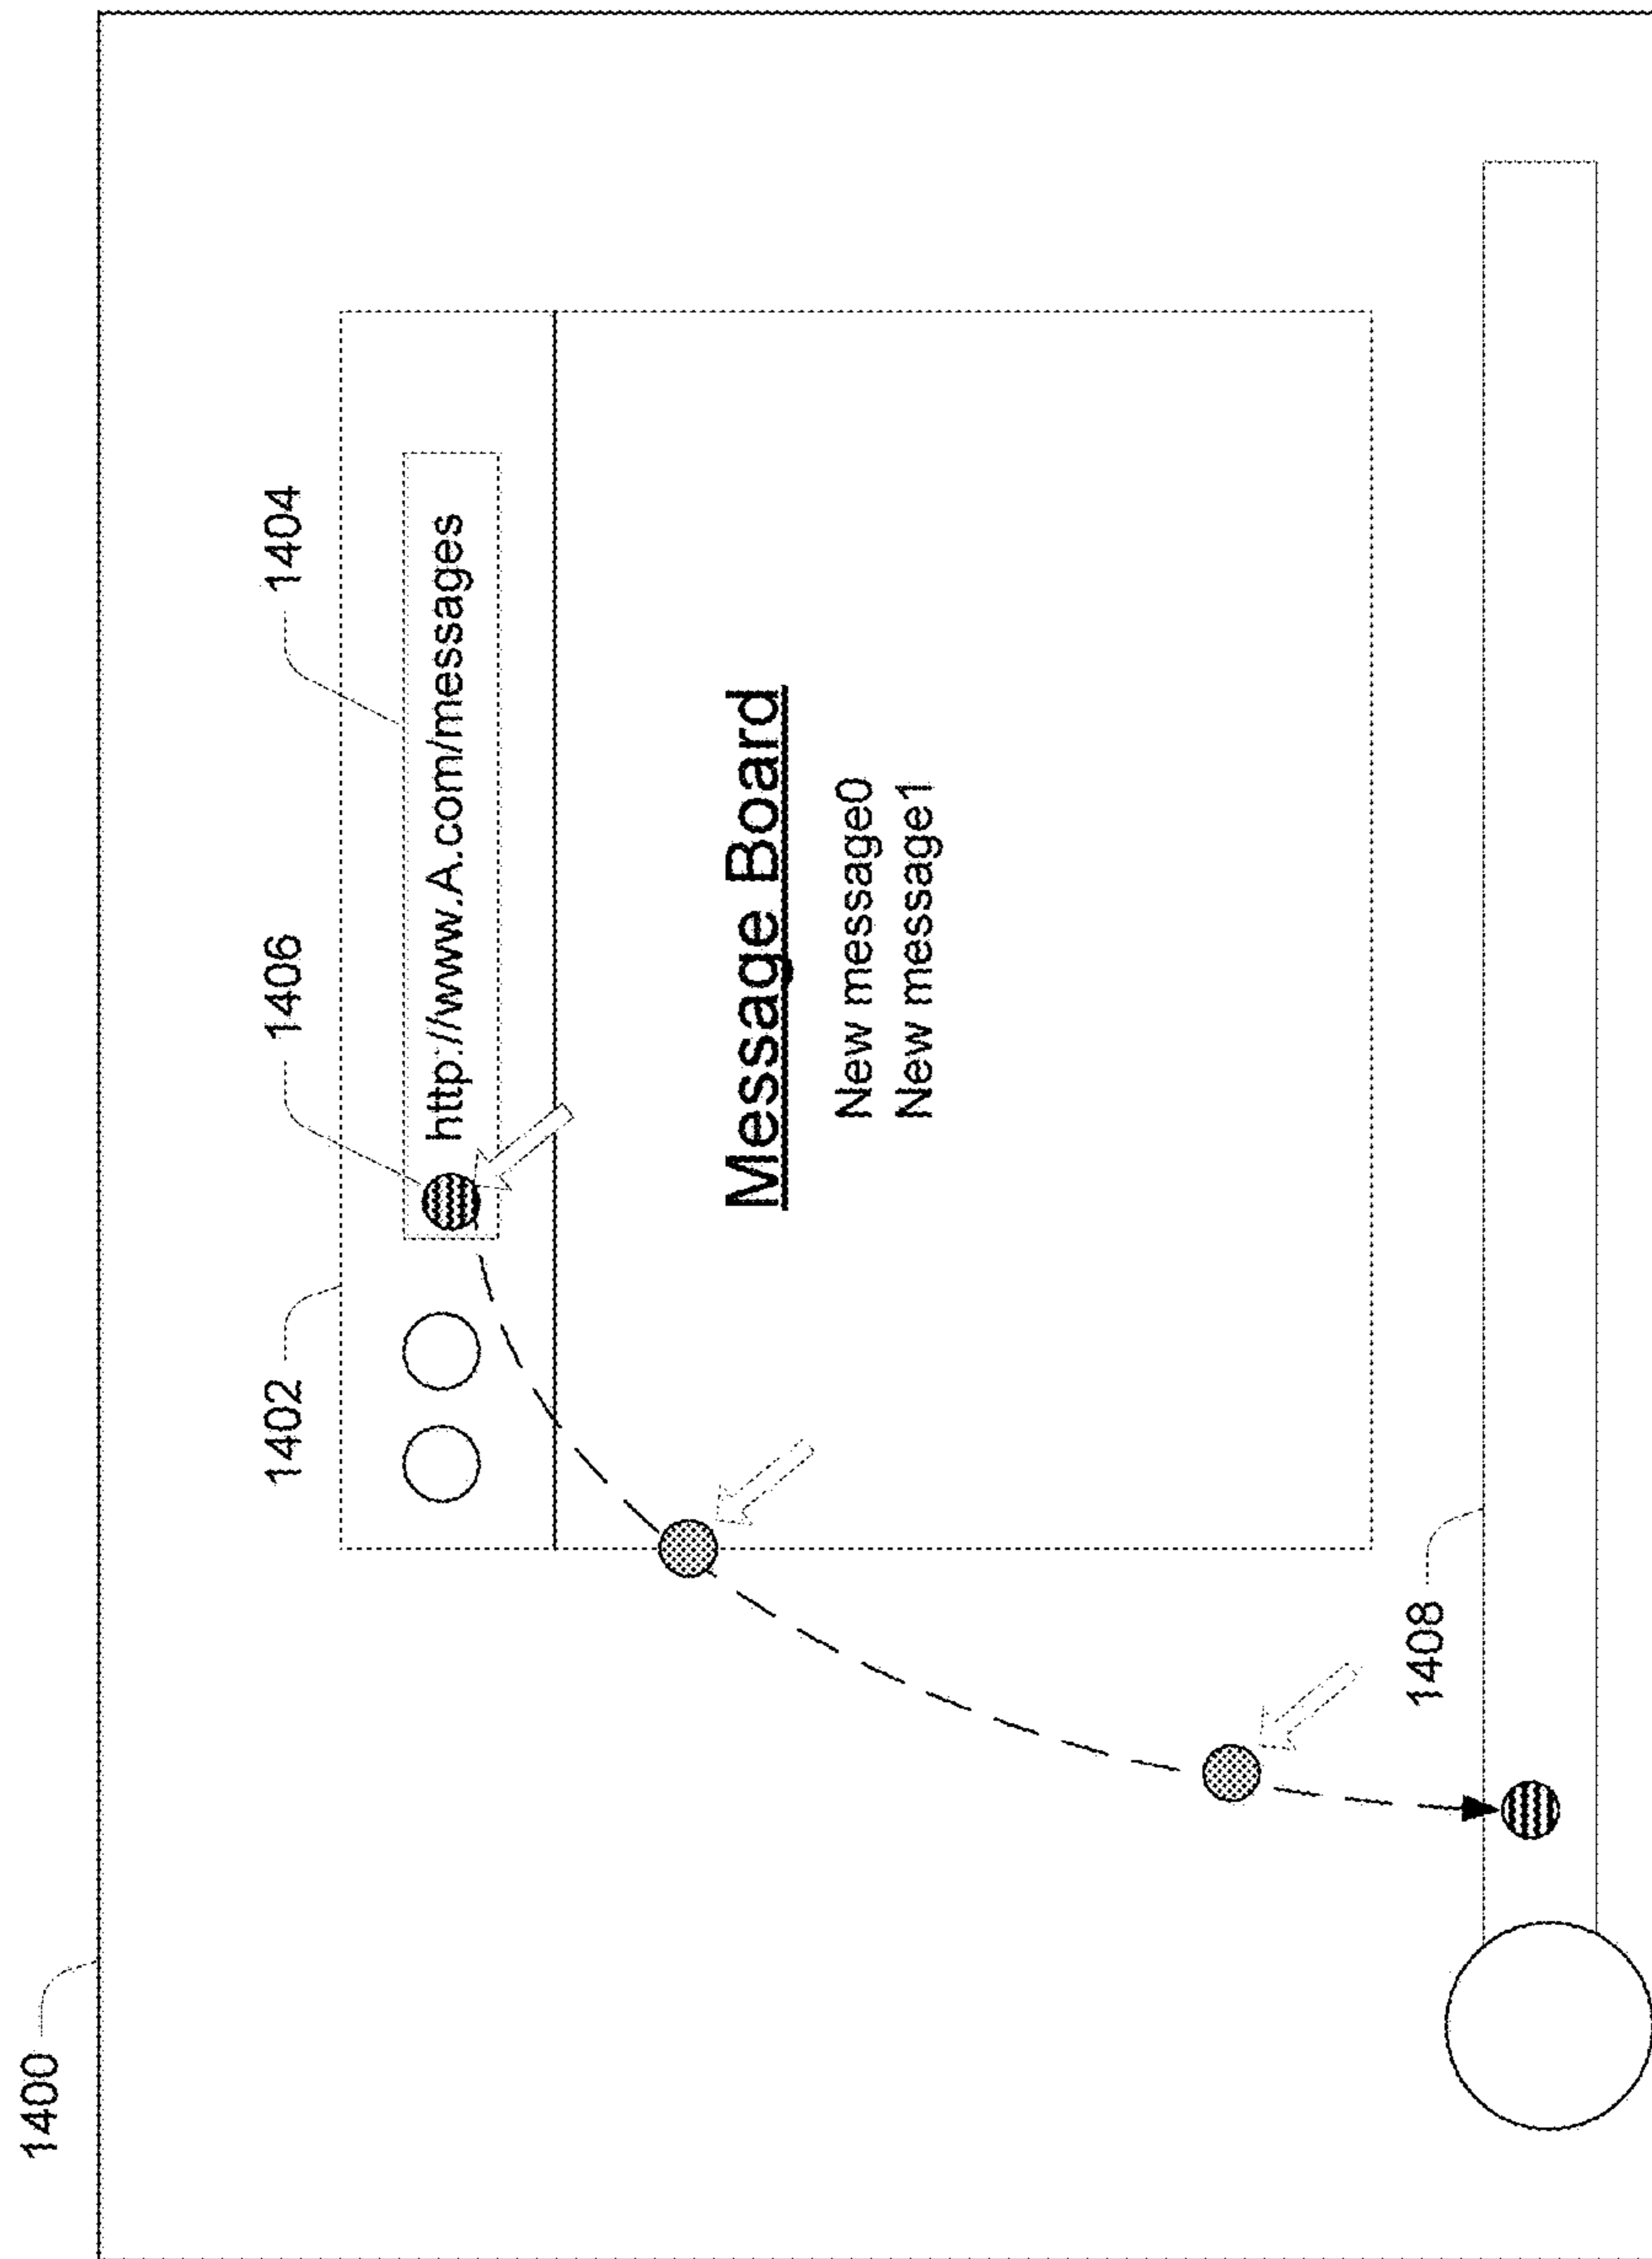 1400
1402
1406
1404
http://www.A.com/messages
Message Board
New message0
New message1
1408